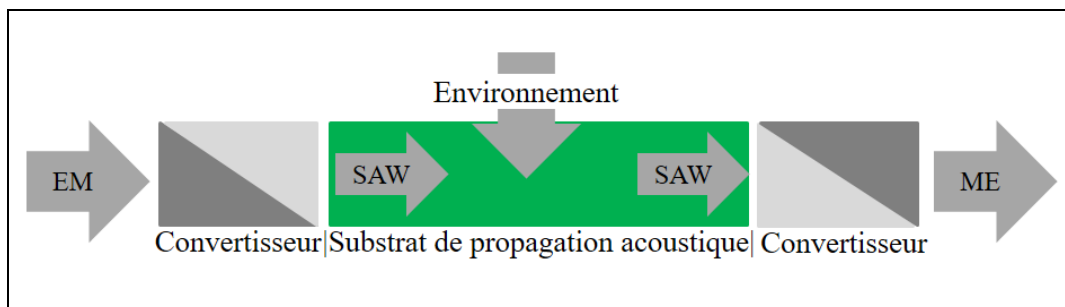 Environnement
EM
SAW
SAW
ME
Convertisseur|Substrat de propagation acoustique| Convertisseur